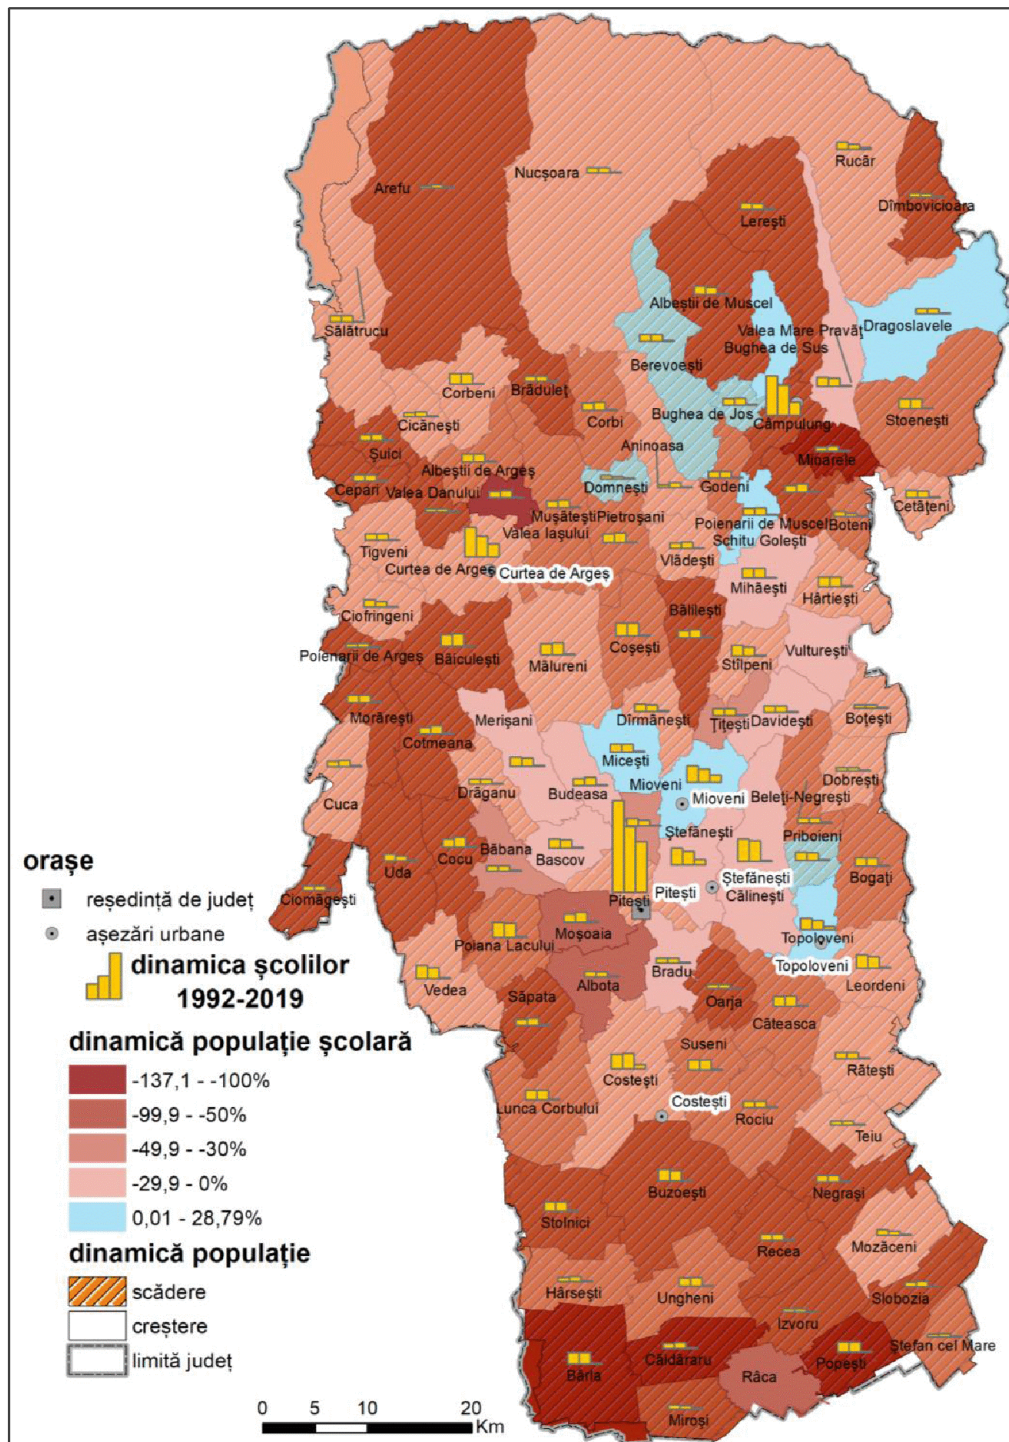 Rucăr
Nucșoara
Arefu
Dîmbovicioara
Lerești
Albeștii de Muscel
Sălătrucu
Valea Mare Pravăț
Dragoslavele
Bughea de Sus
Berevoești
Corbeni
Brăduleț
Bughea de Jos
Câmpulung
Stoenești
Cicănești
Corbi
Aninoasa
Șuici
Mioarele
Albeștii de Argeș
Cepari
Valea Danului
Domnești
Godeni
Cetățeni
Mușătești
Pietroșani
Poienarii de Muscel
Boteni
Valea Iașului
Schitu Golești
Tigveni
Vlădești
Curtea de Argeș
Curtea de Argeș
Mihăești
Hârtiești
Ciofringeni
Bălilești
Poienarii de Argeș
Băiculești
Coșești
Mălureni
Stîlpeni
Vulturești
Morărești
Merișani
Dîrmănești
Țițești
Davidești
Boțești
Cotmeana
Micești
Mioveni
Dobrești
Cuca
Drăganu
Budeasa
Mioveni
Beleți-Negrești
Ștefănești
Priboieni
Băbana
Cocu
Bascov
Uda
Bogați
Ștefănești
Pitești
Călinești
orașe
Ciomăgești
Pitești
reședință de județ
Moșoaia
Topoloveni
așezări urbane
Poiana Lacului
Topoloveni
dinamica școlilor
1992-2019
Vedea
Albota
Bradu
Leordeni
Săpata
Oarja
Căteasca
dinamică populație școlară
Suseni
Rătești
-137,1 - -100%
Costești
Lunca Corbului
Costești
Rociu
-99,9 - -50%
Teiu
-49,9 - -30%
-29,9 - 0%
Buzoești
Negrași
0,01 - 28,79%
Stolnici
Mozăceni
dinamică populație
Recea
scădere
Hârsești
Ungheni
Slobozia
creștere
Izvoru
Ștefan cel Mare
limită județ
Bârla
Căldăraru
Popești
Râca
Miroși
0 5 10 20
Km